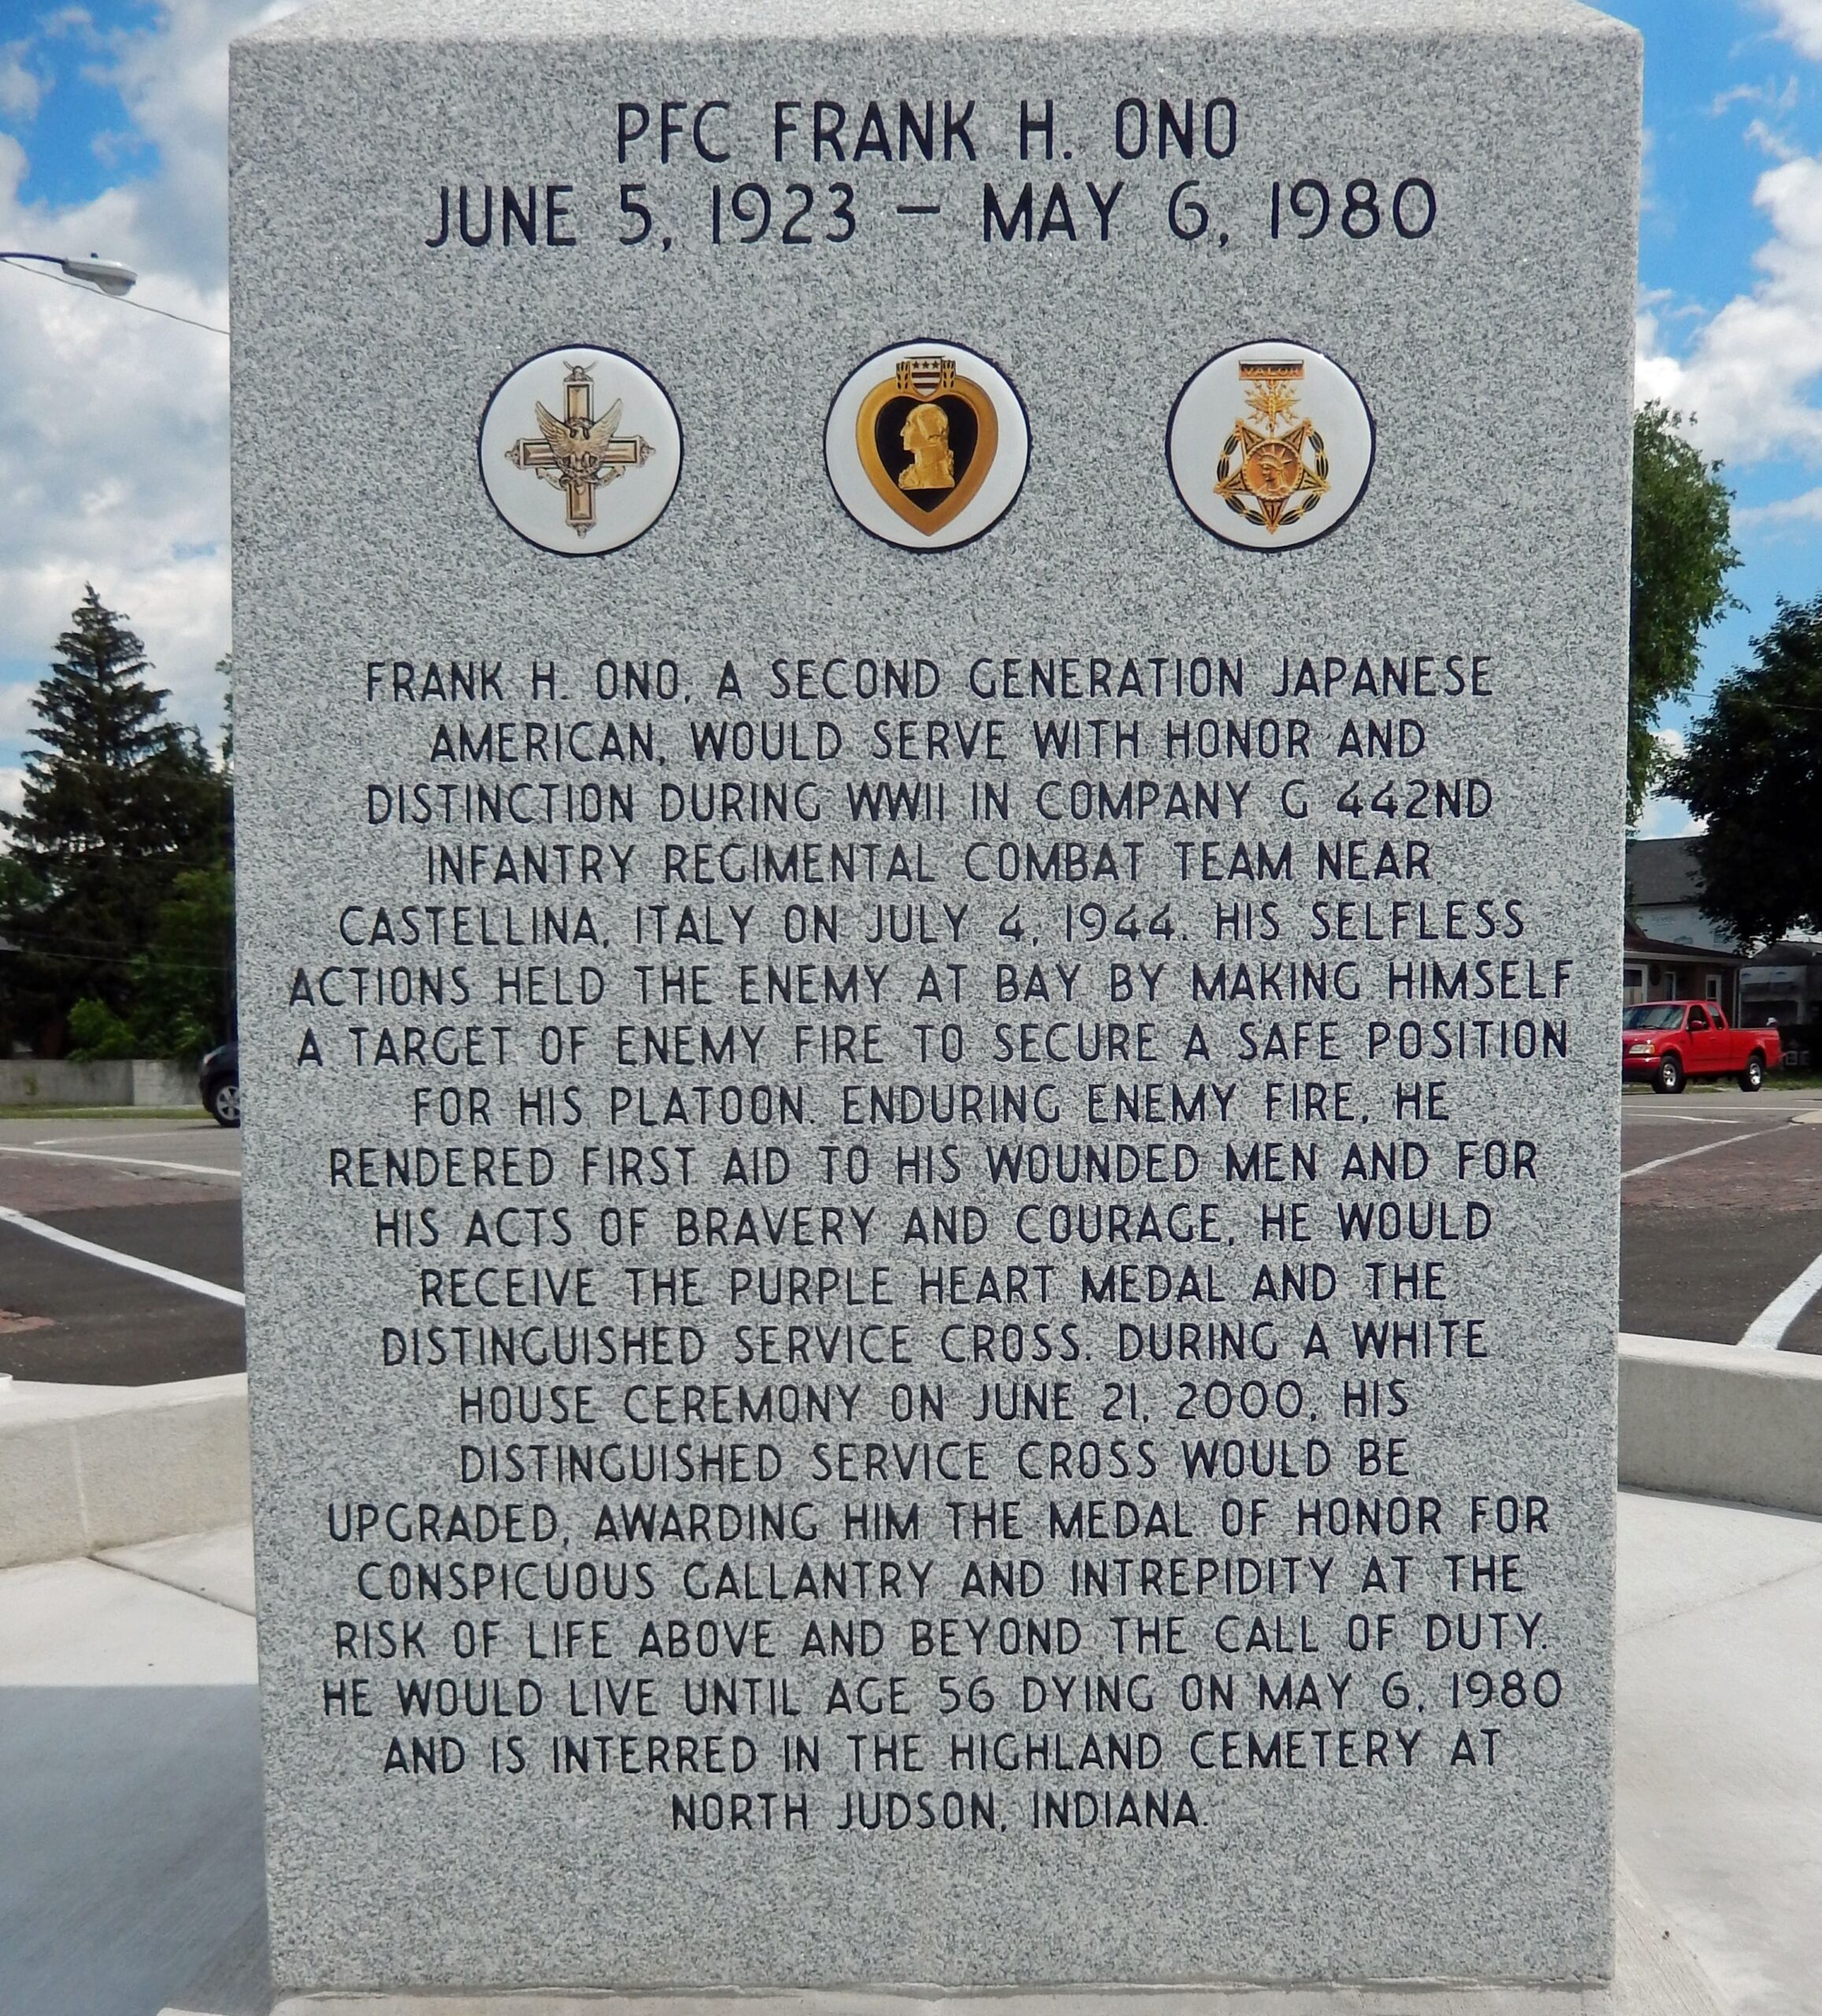 PFC FRANK H. ONO
JUNE 5, 1923 – MAY 6, 1980
VALOR
FRANK H. ONO, A SECOND GENERATION JAPANESE
AMERICAN, WOULD SERVE WITH HONOR AND
DISTINCTION DURING WWII IN COMPANY G 442ND
INFANTRY REGIMENTAL COMBAT TEAM NEAR
CASTELLINA, ITALY ON JULY 4, 1944. HIS SELFLESS
ACTIONS HELD THE ENEMY AT BAY BY MAKING HIMSELF
A TARGET OF ENEMY FIRE TO SECURE A SAFE POSITION
FOR HIS PLATOON. ENDURING ENEMY FIRE, HE
RENDERED FIRST AID TO HIS WOUNDED MEN AND FOR
HIS ACTS OF BRAVERY AND COURAGE, HE WOULD
RECEIVE THE PURPLE HEART MEDAL AND THE
DISTINGUISHED SERVICE CROSS. DURING A WHITE
HOUSE CEREMONY ON JUNE 21, 2000, HIS
DISTINGUISHED SERVICE CROSS WOULD BE
UPGRADED, AWARDING HIM THE MEDAL OF HONOR FOR
CONSPICUOUS GALLANTRY AND INTREPIDITY AT THE
RISK OF LIFE ABOVE AND BEYOND THE CALL OF DUTY.
HE WOULD LIVE UNTIL AGE 56 DYING ON MAY 6, 1980
AND IS INTERRED IN THE HIGHLAND CEMETERY AT
NORTH JUDSON, INDIANA.